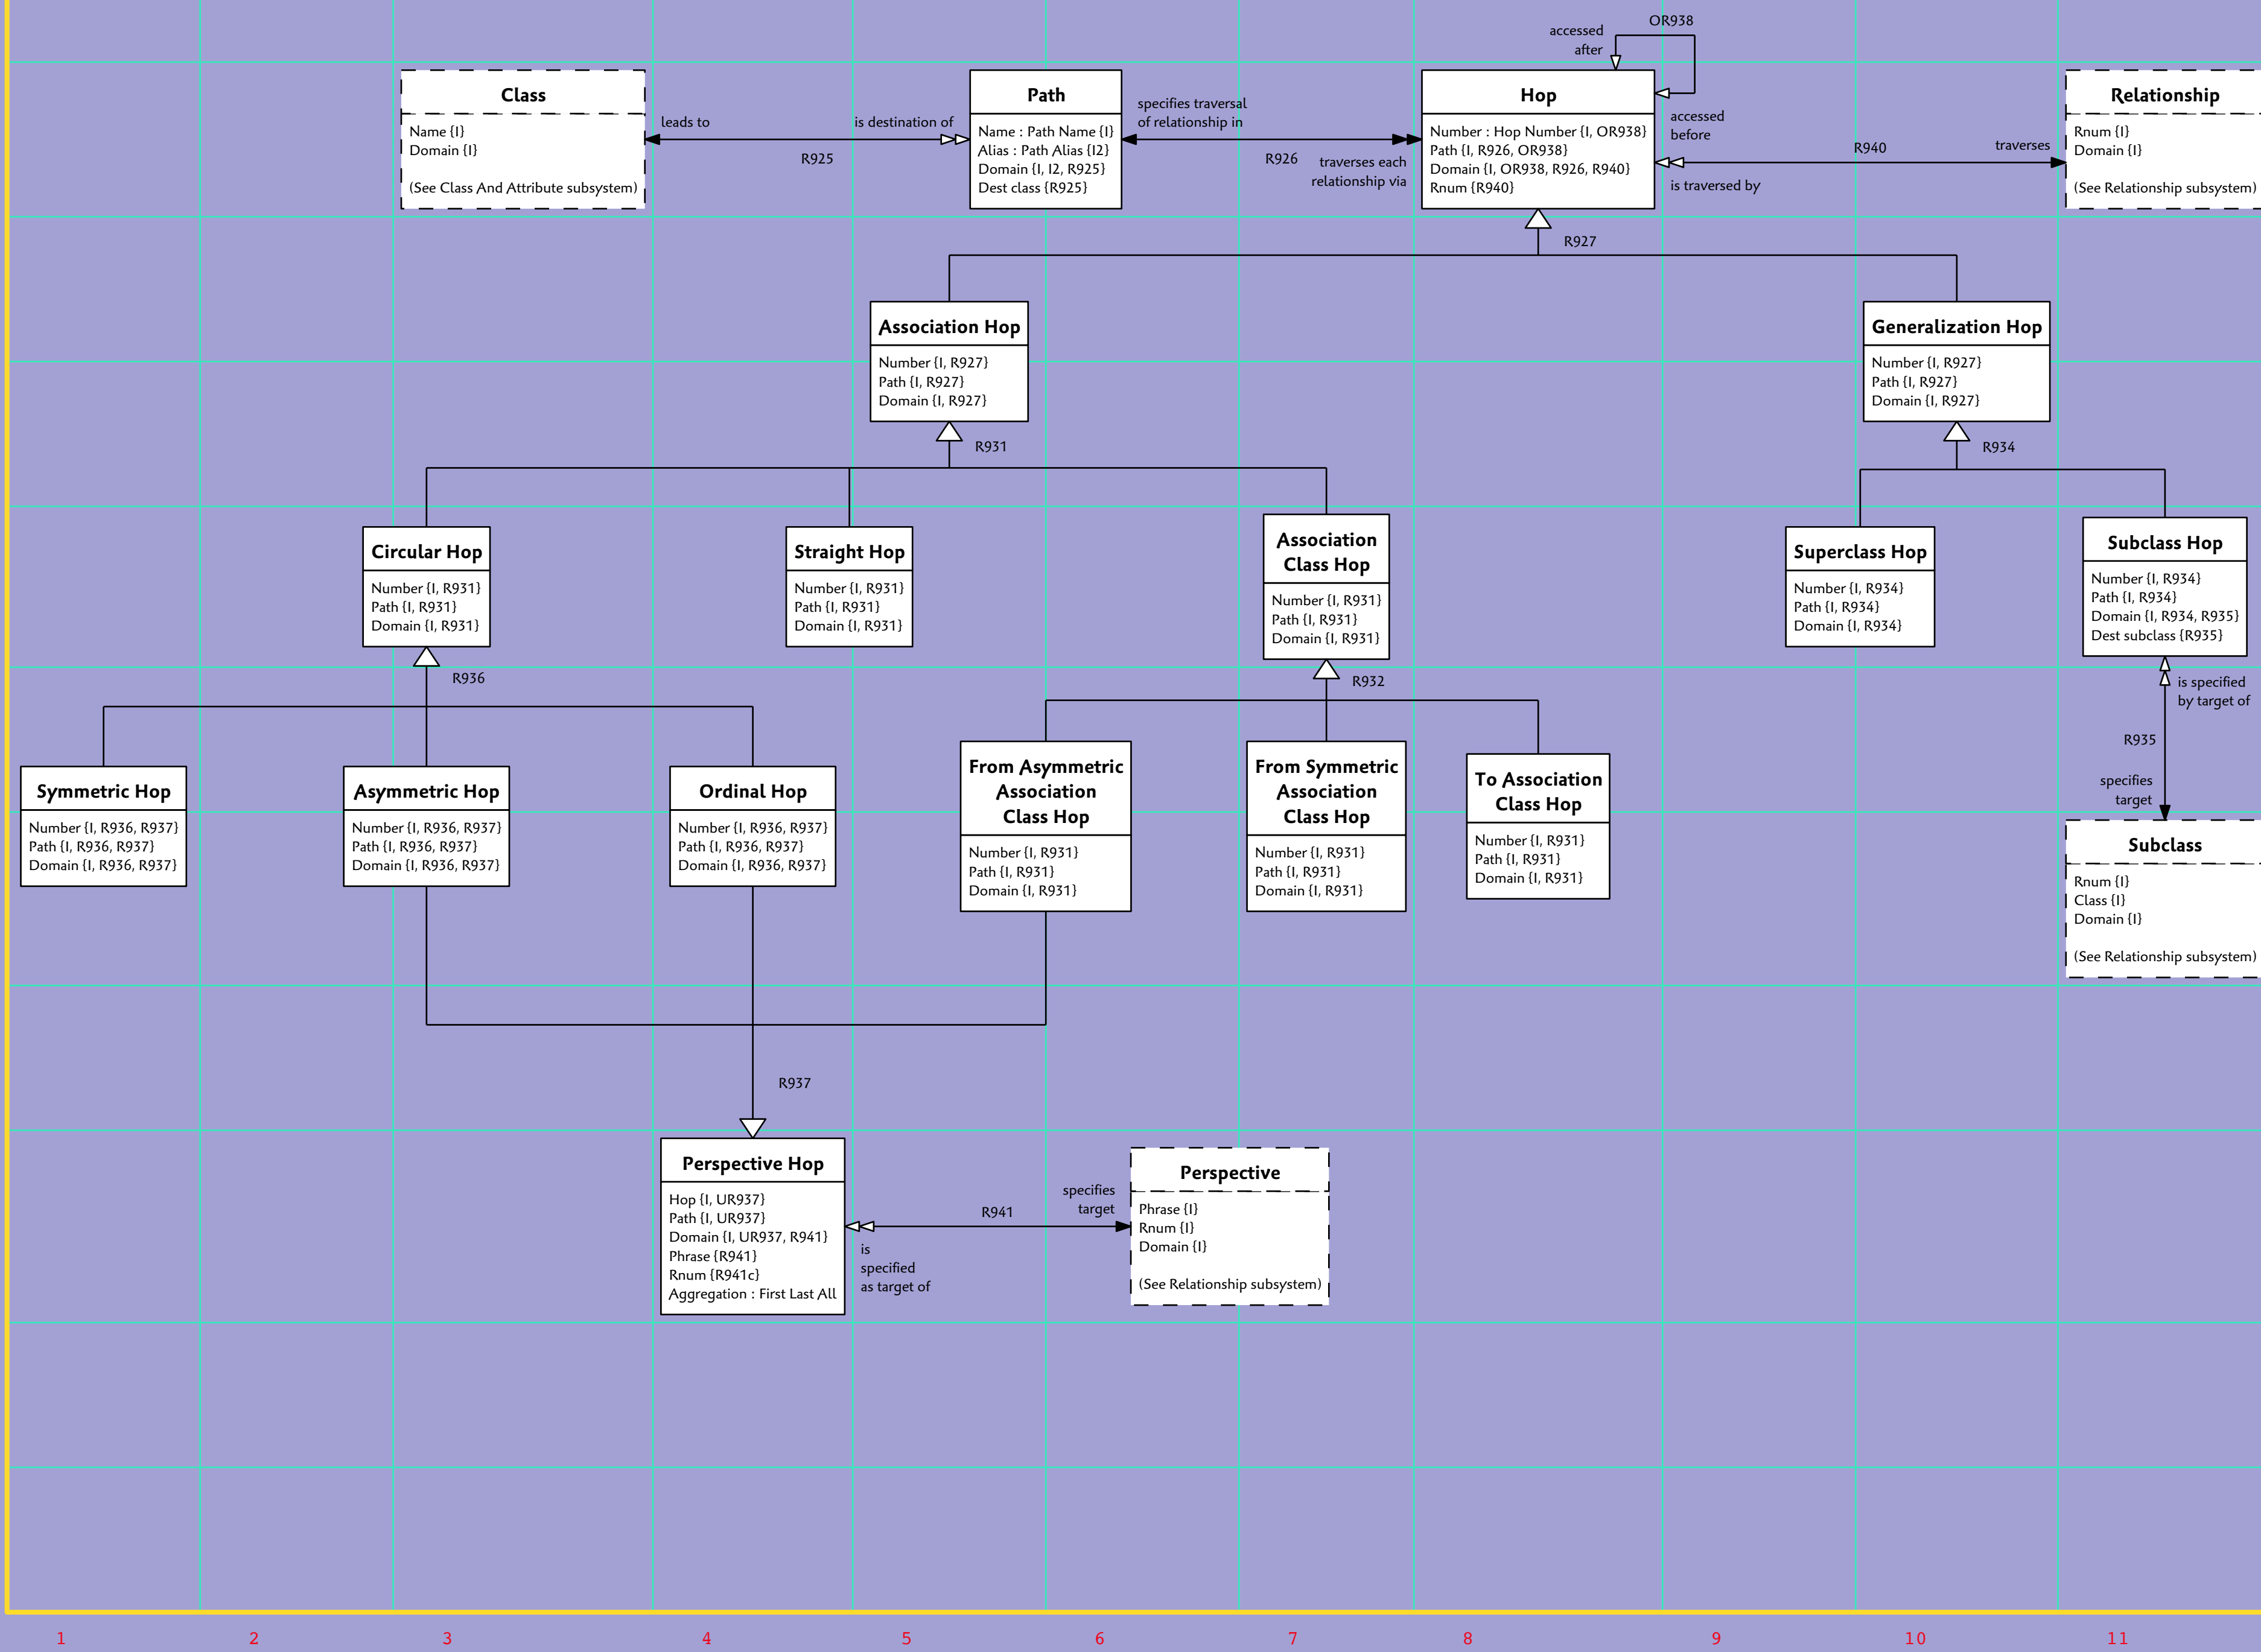 OR938
accessed
after
Class
Name {I}
Domain {I}
(See Class And Attribute subsystem)
leads to
is destination of
R925
Path
Name : Path Name {I}
Alias : Path Alias {I2}
Domain {I, I2, R925}
Dest class {R925}
specifies traversal
of relationship in
R926
traverses each
relationship via
Hop
Number : Hop Number {I, OR938}
Path {I, R926, OR938}
Domain {I, OR938, R926, R940}
Rnum {R940}
accessed
before
R940
traverses
is traversed by
Relationship
Rnum {I}
Domain {I}
(See Relationship subsystem)
R927
Association Hop
Number {I, R927}
Path {I, R927}
Domain {I, R927}
Generalization Hop
Number {I, R927}
Path {I, R927}
Domain {I, R927}
R931
R934
Circular Hop
Number {I, R931}
Path {I, R931}
Domain {I, R931}
Straight Hop
Number {I, R931}
Path {I, R931}
Domain {I, R931}
Association
Class Hop
Number {I, R931}
Path {I, R931}
Domain {I, R931}
Superclass Hop
Number {I, R934}
Path {I, R934}
Domain {I, R934}
Subclass Hop
Number {I, R934}
Path {I, R934}
Domain {I, R934, R935}
Dest subclass {R935}
R936
R932
is specified
by target of
R935
specifies
target
Symmetric Hop
Number {I, R936, R937}
Path {I, R936, R937}
Domain {I, R936, R937}
Asymmetric Hop
Number {I, R936, R937}
Path {I, R936, R937}
Domain {I, R936, R937}
Ordinal Hop
Number {I, R936, R937}
Path {I, R936, R937}
Domain {I, R936, R937}
From Asymmetric
Association
Class Hop
Number {I, R931}
Path {I, R931}
Domain {I, R931}
From Symmetric
Association
Class Hop
Number {I, R931}
Path {I, R931}
Domain {I, R931}
To Association
Class Hop
Number {I, R931}
Path {I, R931}
Domain {I, R931}
Subclass
Rnum {I}
Class {I}
Domain {I}
(See Relationship subsystem)
R937
Perspective Hop
Hop {I, UR937}
Path {I, UR937}
Domain {I, UR937, R941}
Phrase {R941}
Rnum {R941c}
Aggregation : First Last All
R941
specifies
target
is
specified
as target of
Perspective
Phrase {I}
Rnum {I}
Domain {I}
(See Relationship subsystem)
1 2 3 4 5 6 7 8 9 10 11